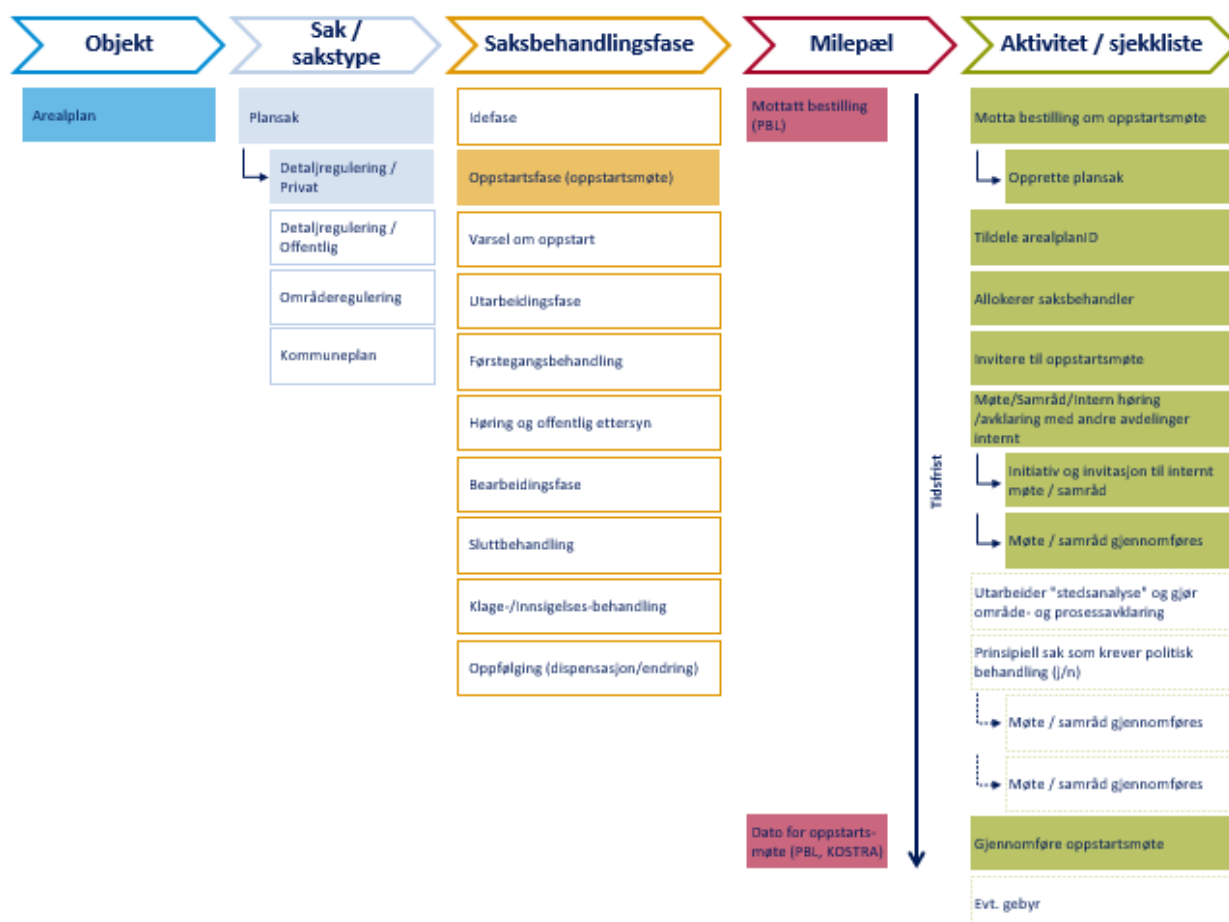 Objekt
Sak /
sakstype
Saksbehandlingsfase
Milepæl
Aktivitet / sjekkliste
Arealplan
Plansak
Detaljregulering /
Privat
Detaljregulering /
Offentlig
Områderegulering
Kommuneplan
Idefase
Oppstartsfase (oppstartsmøte)
Varsel om oppstart
Utarbeidingsfase
Førstegangsbehandling
Høring og offentlig ettersyn
Bearbeidingsfase
Sluttbehandling
Klage-/Innsigelses-behandling
Oppfølging (dispensasjon/endring)
Mottatt bestilling
(PBL)
Dato for oppstarts-
møte (PBL, KOSTRA)
Tidsfrist
Motta bestilling om oppstartsmøte
Opprette plansak
Tildele arealplanID
Allokerer saksbehandler
Invitere til oppstartsmøte
Møte/Samråd/Intern høring
/avklaring med andre avdelinger
internt
Initiativ og invitasjon til internt
møte / samråd
Møte / samråd gjennomføres
Utarbeider "stedsanalyse" og gjør
område- og prosessavklaring
Prinsipiell sak som krever politisk
behandling (j/n)
Møte / samråd gjennomføres
Møte / samråd gjennomføres
Gjennomføre oppstartsmøte
Evt. gebyr